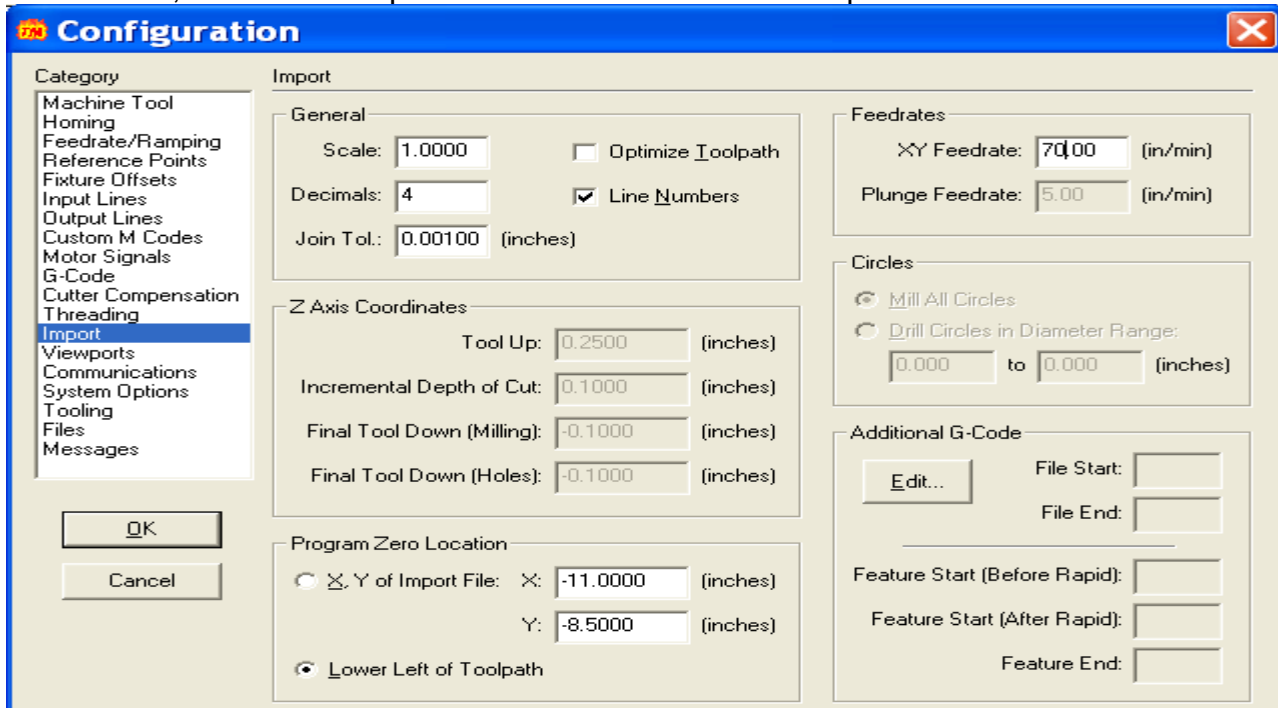 Configuration
Category
Machine Tool
Homing
Feedrate/Ramping
Reference Points
Fixture Offsets
Input Lines
Output Lines
Custom M Codes
Motor Signals
G-Code
Cutter Compensation
Threading
Import
Viewports
Communications
System Options
Tooling
Files
Messages
OK
Cancel
Import
General
Scale: 1.0000 Optimize Toolpath
Decimals: 4 Line Numbers
Join Tol.: 0.00100 (inches)
Z Axis Coordinates
Tool Up: 0.2500 (inches)
Incremental Depth of Cut: 0.1000 (inches)
Final Tool Down (Milling): -0.1000 (inches)
Final Tool Down (Holes): -0.1000 (inches)
Program Zero Location
X, Y of Import File: X: -11.0000 (inches)
Y: -8.5000 (inches)
Lower Left of Toolpath
Feedrates
XY Feedrate: 70.00 (in/min)
Plunge Feedrate: 5.00 (in/min)
Circles
Mill All Circles
Drill Circles in Diameter Range:
0.000 to 0.000 (inches)
Additional G-Code
Edit... File Start:
File End:
Feature Start (Before Rapid):
Feature Start (After Rapid):
Feature End: